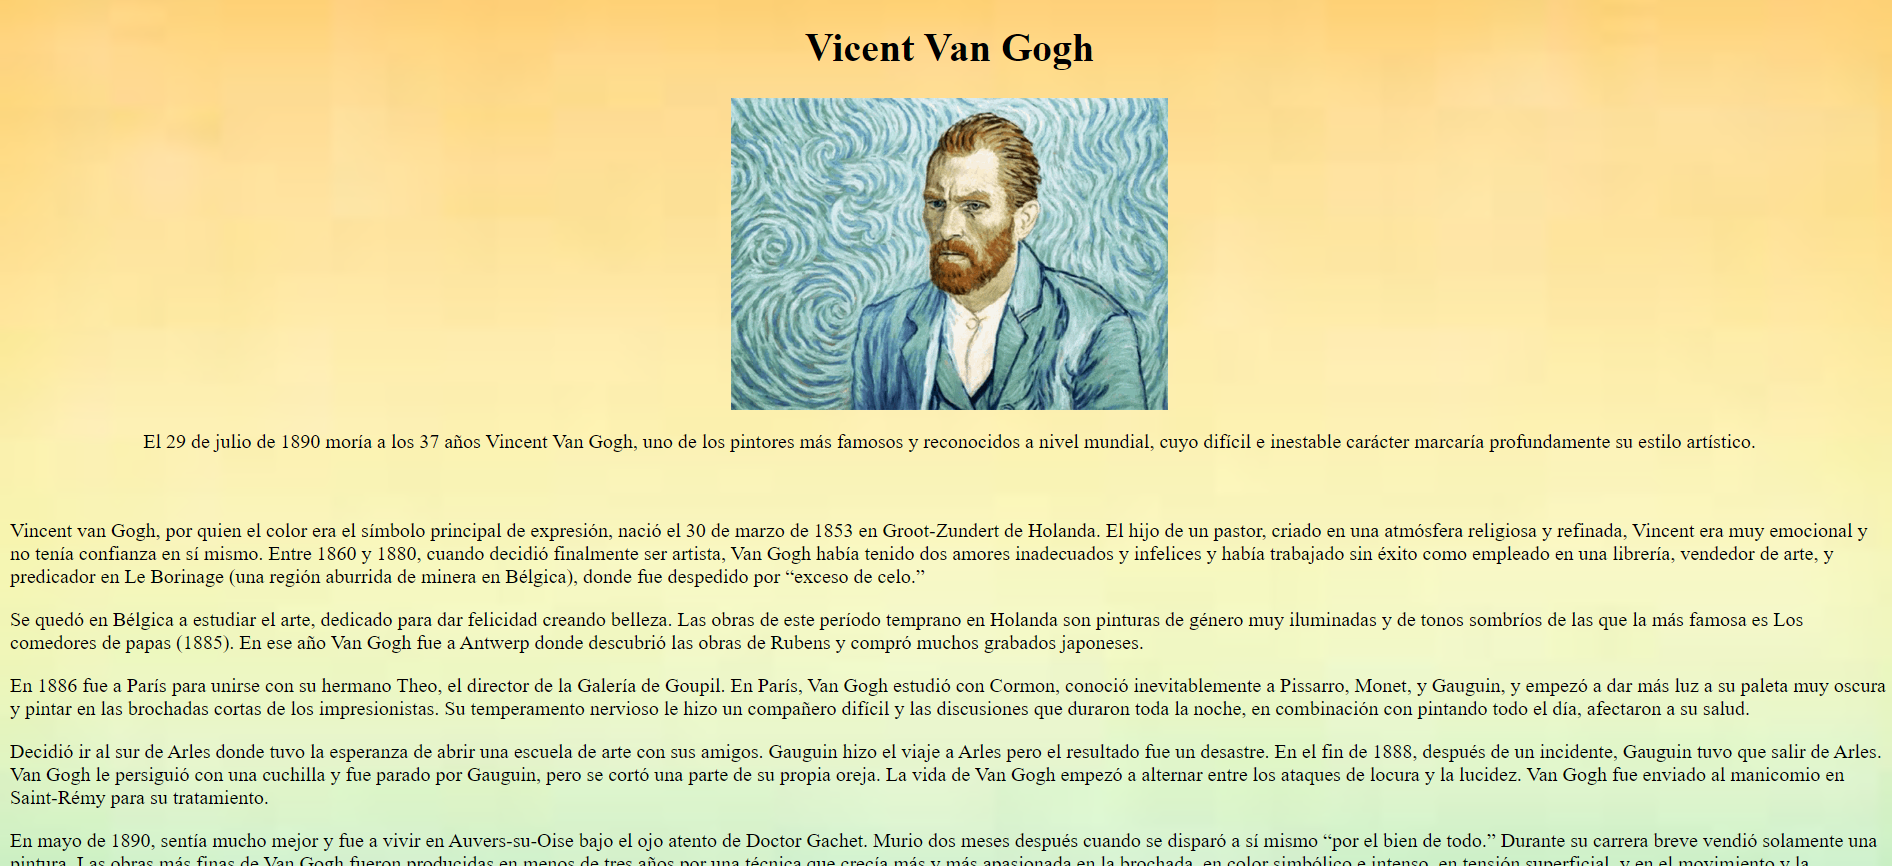 Vicent Van Gogh
El 29 de julio de 1890 moría a los 37 años Vincent Van Gogh, uno de los pintores más famosos y reconocidos a nivel mundial, cuyo difícil e inestable carácter marcaría profundamente su estilo artístico.
Vincent van Gogh, por quien el color era el símbolo principal de expresión, nació el 30 de marzo de 1853 en Groot-Zundert de Holanda. El hijo de un pastor, criado en una atmósfera religiosa y refinada, Vincent era muy emocional y
no tenía confianza en sí mismo. Entre 1860 y 1880, cuando decidió finalmente ser artista, Van Gogh había tenido dos amores inadecuados y infelices y había trabajado sin éxito como empleado en una librería, vendedor de arte, y
predicador en Le Borinage (una región aburrida de minera en Bélgica), donde fue despedido por “exceso de celo.”
Se quedó en Bélgica a estudiar el arte, dedicado para dar felicidad creando belleza. Las obras de este período temprano en Holanda son pinturas de género muy iluminadas y de tonos sombríos de las que la más famosa es Los
comedores de papas (1885). En ese año Van Gogh fue a Antwerp donde descubrió las obras de Rubens y compró muchos grabados japoneses.
En 1886 fue a París para unirse con su hermano Theo, el director de la Galería de Goupil. En París, Van Gogh estudió con Cormon, conoció inevitablemente a Pissarro, Monet, y Gauguin, y empezó a dar más luz a su paleta muy oscura
y pintar en las brochadas cortas de los impresionistas. Su temperamento nervioso le hizo un compañero difícil y las discusiones que duraron toda la noche, en combinación con pintando todo el día, afectaron a su salud.
Decidió ir al sur de Arles donde tuvo la esperanza de abrir una escuela de arte con sus amigos. Gauguin hizo el viaje a Arles pero el resultado fue un desastre. En el fin de 1888, después de un incidente, Gauguin tuvo que salir de Arles.
Van Gogh le persiguió con una cuchilla y fue parado por Gauguin, pero se cortó una parte de su propia oreja. La vida de Van Gogh empezó a alternar entre los ataques de locura y la lucidez. Van Gogh fue enviado al manicomio en
Saint-Rémy para su tratamiento.
En mayo de 1890, sentía mucho mejor y fue a vivir en Auvers-su-Oise bajo el ojo atento de Doctor Gachet. Murio dos meses después cuando se disparó a sí mismo “por el bien de todo.” Durante su carrera breve vendió solamente una
pintura. Las obras más finas de Van Gogh fueron producidas en menos de tres años por una técnica que crecía más y más apasionada en la brochada, en color simbólico e intenso, en tensión superficial, y en el movimiento y la